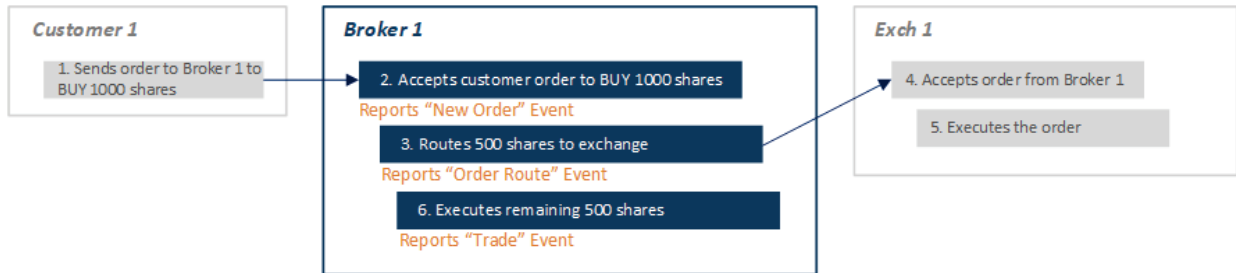 Customer 1
1. Sends order to Broker 1 to
BUY 1000 shares
Broker 1
2. Accepts customer order to BUY 1000 shares
Reports “New Order” Event
3. Routes 500 shares to exchange
Reports “Order Route” Event
6. Executes remaining 500 shares
Reports “Trade” Event
Exch 1
4. Accepts order from Broker 1
5. Executes the order